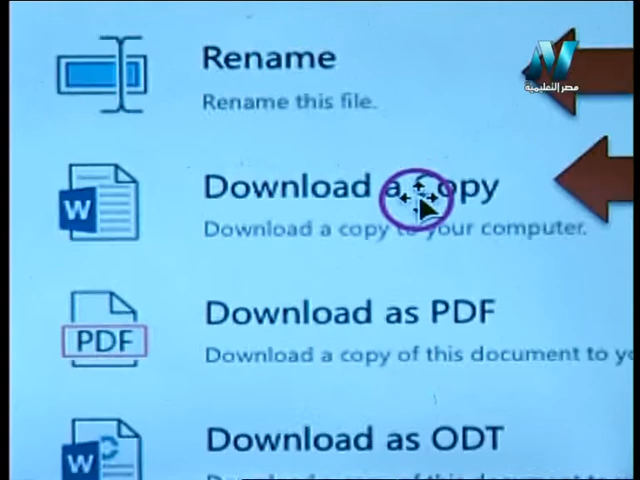 Rename
Rename this file.
مصر التعليمية
Download a Copy
W
Download a copy to your computer.
Download as PDF
PDF
Download a copy of this document to
Download as ODT
W